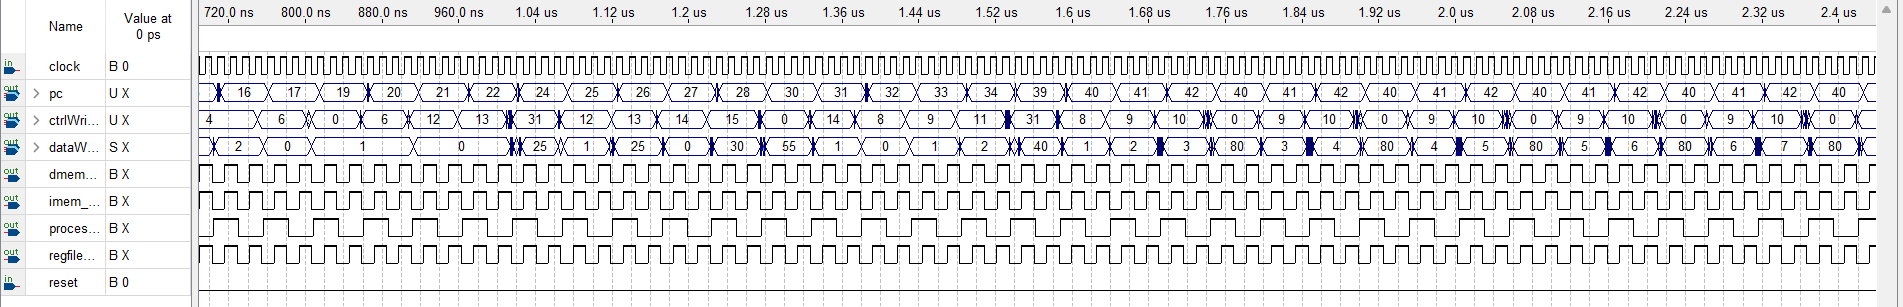 720.0 ns 800.0 ns 880.0 ns 960.0 ns 1.04 us 1.12 us 1.2 us 1.28 us 1.36 us 1.44 us 1.52 us 1.6 us 1.68 us 1.76 us 1.84 us 1.92 us 2.0 us 2.08 us 2.16 us 2.24 us 2.32 us 2.4 us
Name Value at
0 ps
in clock B 0
out pc U X 16 17 19 20 21 22 24 25 26 27 28 30 31 32 33 34 39 40 41 42 40 41 42 40 41 42 40 41 42 40 41 42 40
out ctrlWri... U X 4 6 0 6 12 13 31 12 13 14 15 0 14 8 9 11 31 8 9 10 0 9 10 0 9 10 0 9 10 0 9 10 0
out dataW... S X 2 0 1 0 25 1 25 0 30 55 1 0 1 2 40 1 2 3 80 3 4 80 4 5 80 5 6 80 6 7 80
out dmem... B X
out imem_... B X
out proces... B X
out regfile... B X
in reset B 0